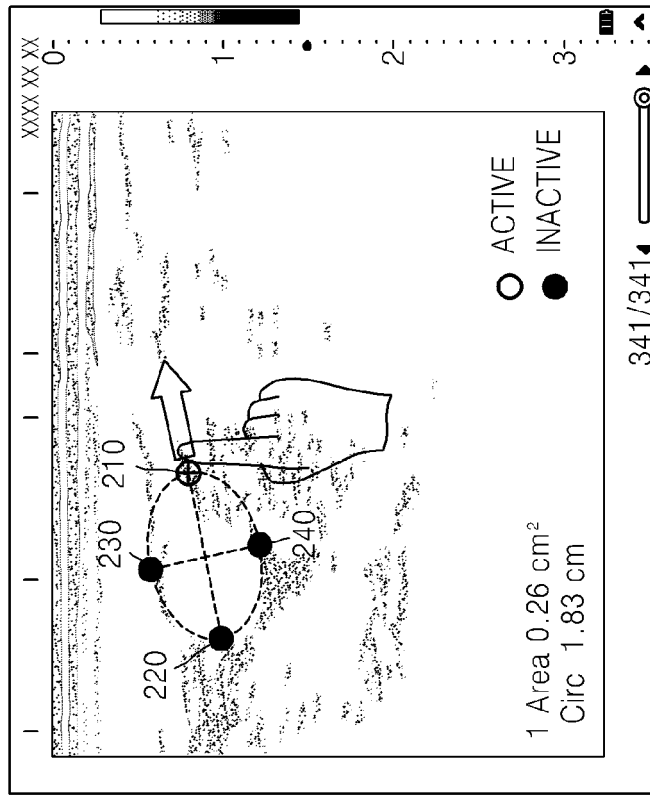 XXXX XX XX
0
1
2
3
210
230
240
220
ACTIVE
INACTIVE
1 Area 0.26 cm²
Circ 1.83 cm
341/341